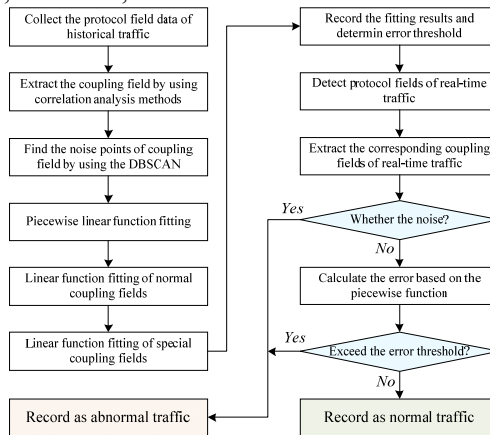 Collect the protocol field data of
historical traffic
Extract the coupling field by using
correlation analysis methods
Find the noise points of coupling
field by using the DBSCAN
Piecewise linear function fitting
Linear function fitting of normal
coupling fields
Linear function fitting of special
coupling fields
Record as abnormal traffic
Record the fitting results and
determin error threshold
Detect protocol fields of real-time
traffic
Extract the corresponding coupling
fields of real-time traffic
Whether the noise?
Yes
No
Calculate the error based on the
piecewise function
Yes
Exceed the error threshold?
No
Record as normal traffic